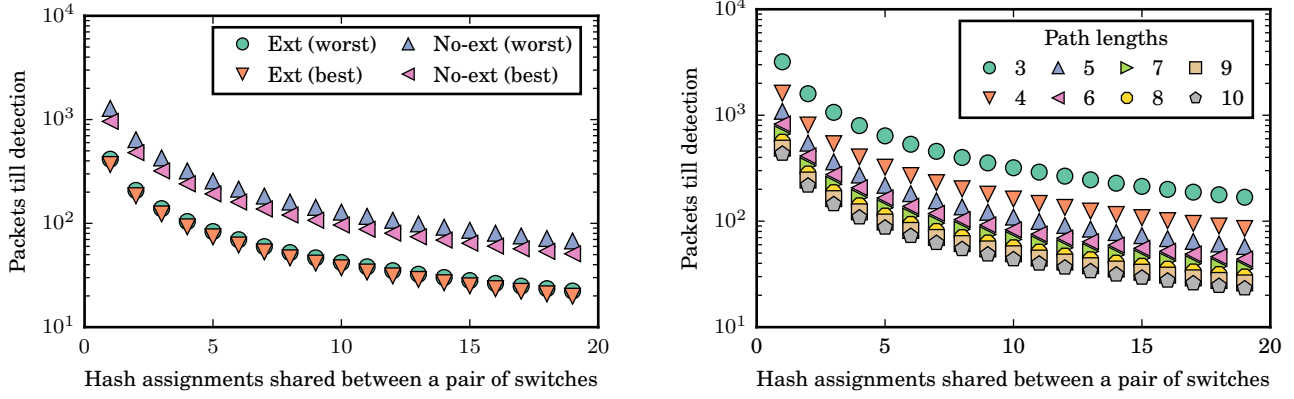 Packets till detection
10^4
10^3
10^2
10^1
Ext (worst)
No-ext (worst)
Ext (best)
No-ext (best)
0 5 10 15 20
Hash assignments shared between a pair of switches
Packets till detection
10^4
10^3
10^2
10^1
Path lengths
3 5 7 9
4 6 8 10
0 5 10 15 20
Hash assignments shared between a pair of switches